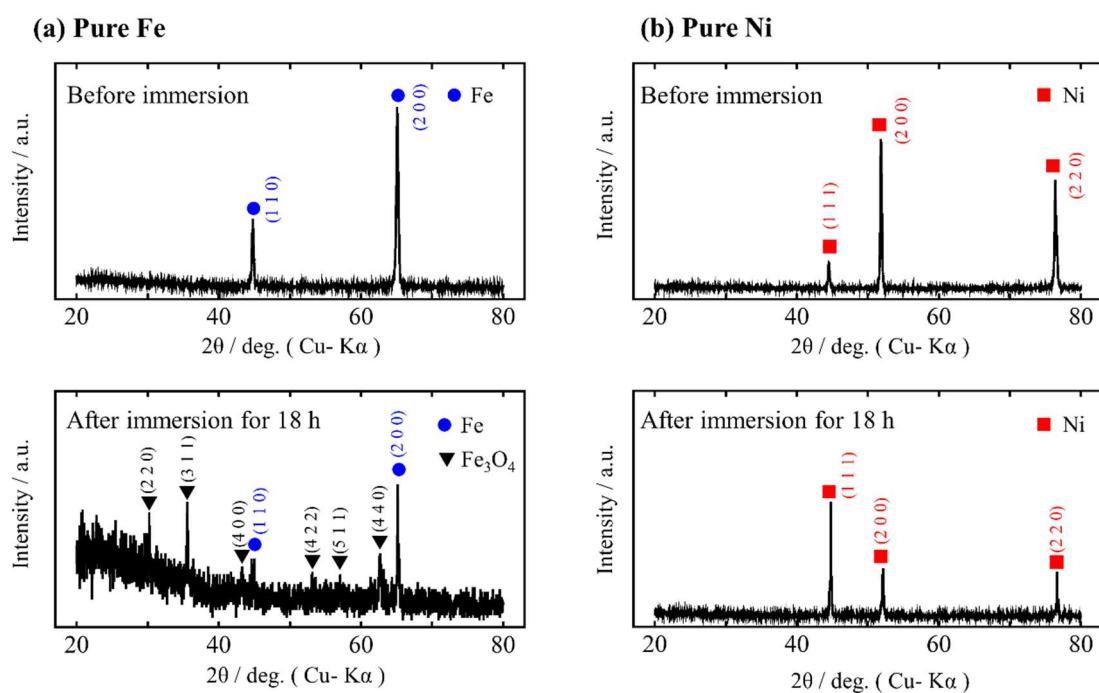 (a) Pure Fe
Before immersion
● Fe
(1 1 0)
(2 0 0)
Intensity / a.u.
20 40 60 80
2θ / deg. ( Cu- Kα )
After immersion for 18 h
● Fe
▼ Fe₃O₄
(2 2 0)
(3 1 1)
(4 0 0)
(1 1 0)
(4 2 2)
(5 1 1)
(4 4 0)
(2 0 0)
Intensity / a.u.
20 40 60 80
2θ / deg. ( Cu- Kα )
(b) Pure Ni
Before immersion
■ Ni
(1 1 1)
(2 0 0)
(2 2 0)
Intensity / a.u.
20 40 60 80
2θ / deg. ( Cu- Kα )
After immersion for 18 h
■ Ni
(1 1 1)
(2 0 0)
(2 2 0)
Intensity / a.u.
20 40 60 80
2θ / deg. ( Cu- Kα )